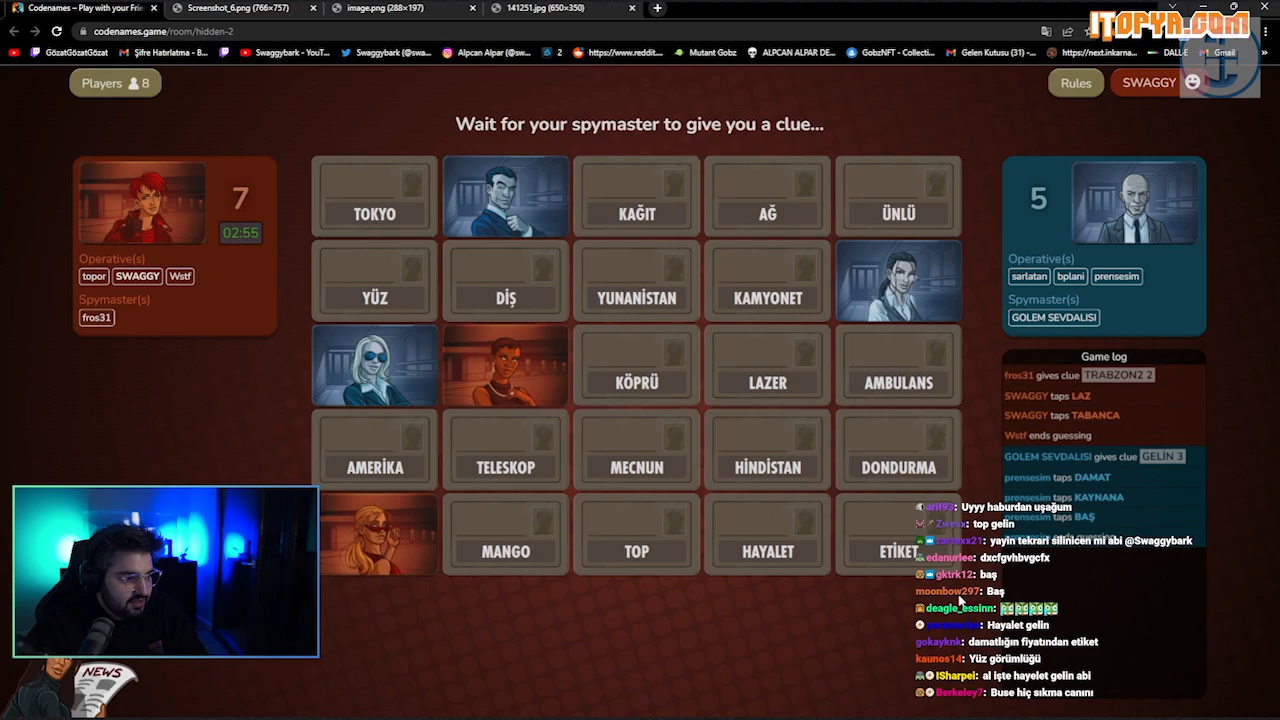 Codenames – Play with your Frie
Screenshot_6.png (766×757)
image.png (288×197)
141251.jpg (650×350)
codenames.game/room/hidden-2
ITOPYA.COM
GözatGözatGözat
Şifre Hatırlatma - B...
Swaggybark - YouT...
Swaggybark (@swa...
Alpcan Alpar (@sw...
2
https://www.reddit...
Mutant Gobz
ALPCAN ALPAR DE...
GobzNFT - Collecti...
Gelen Kutusu (31) -...
https://next.inkarna...
DALL·E
Gmail
Players 8
Rules
SWAGGY
Wait for your spymaster to give you a clue...
7
02:55
Operative(s)
topor SWAGGY Wstf
Spymaster(s)
fros31
TOKYO
KAĞIT
AĞ
ÜNLÜ
YÜZ
DİŞ
YUNANİSTAN
KAMYONET
KÖPRÜ
LAZER
AMBULANS
AMERİKA
TELESKOP
MECNUN
HİNDİSTAN
DONDURMA
MANGO
TOP
HAYALET
ETİKET
5
Operative(s)
sarlatan bplani prensesim
Spymaster(s)
GOLEM SEVDALISI
Game log
fros31 gives clue TRABZON2 2
SWAGGY taps LAZ
SWAGGY taps TABANCA
Wstf ends guessing
GOLEM SEVDALISI gives clue GELİN 3
prensesim taps DAMAT
prensesim taps KAYNANA
prensesim taps BAŞ
arif93: Uyyy haburdan uşağum
Zwesx: top gelin
yayin tekrari silinicen mi abi @Swaggybark
edanurlee: dxcfgvhbvgcfx
gktrk12: baş
moonbow297: Baş
deagle_essinn:
Hayalet gelin
gokayknk: damatlığın fiyatından etiket
kaunos14: Yüz görümlüğü
ISharpei: al işte hayelet gelin abi
Berkeley7: Buse hiç sıkma canını
NEWS